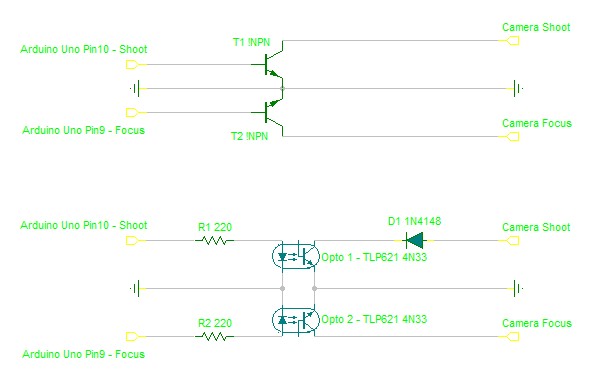 Camera Shoot
T1 !NPN
Arduino Uno Pin10 - Shoot
Camera Focus
Arduino Uno Pin9 - Focus
T2 !NPN
D1 1N4148
Arduino Uno Pin10 - Shoot
R1 220
Camera Shoot
Opto 1 - TLP621 4N33
Opto 2 - TLP621 4N33
R2 220
Camera Focus
Arduino Uno Pin9 - Focus